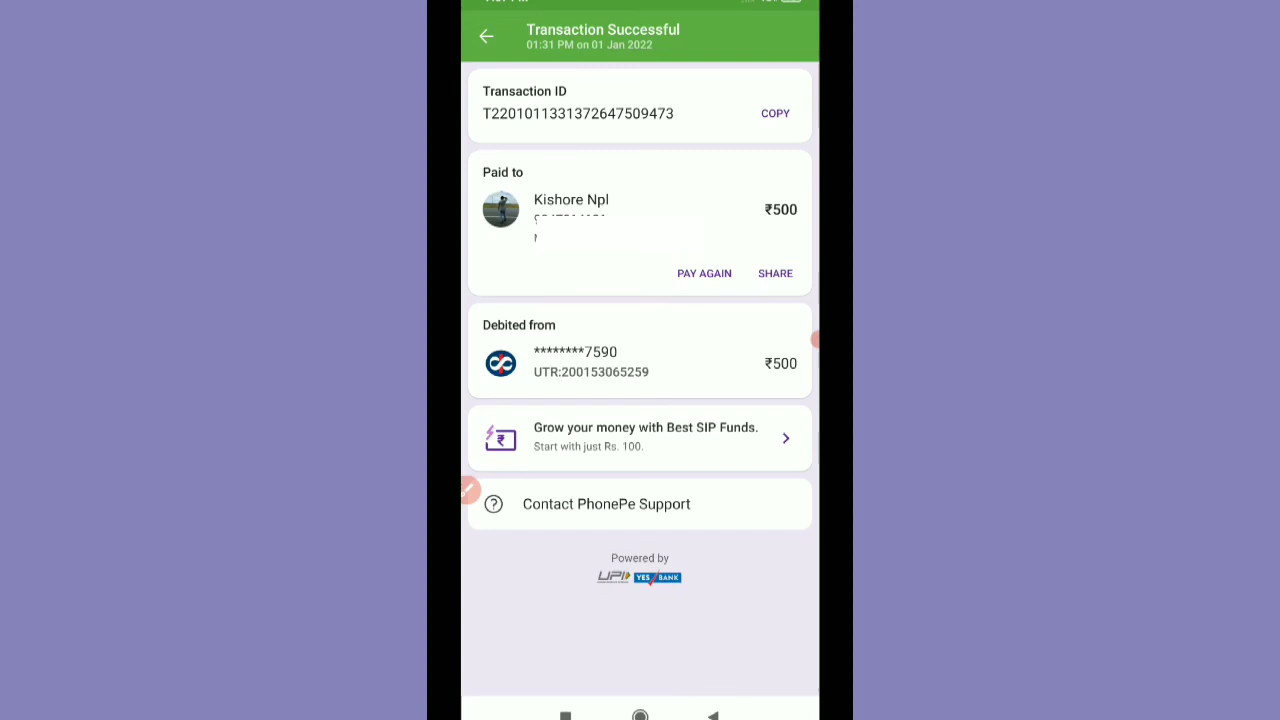 Transaction Successful
01:31 PM on 01 Jan 2022
Transaction ID
T2201011331372647509473
COPY
Paid to
Kishore Npl
₹500
PAY AGAIN
SHARE
Debited from
********7590
₹500
UTR:200153065259
Grow your money with Best SIP Funds.
Start with just Rs. 100.
Contact PhonePe Support
Powered by
UPI YES BANK